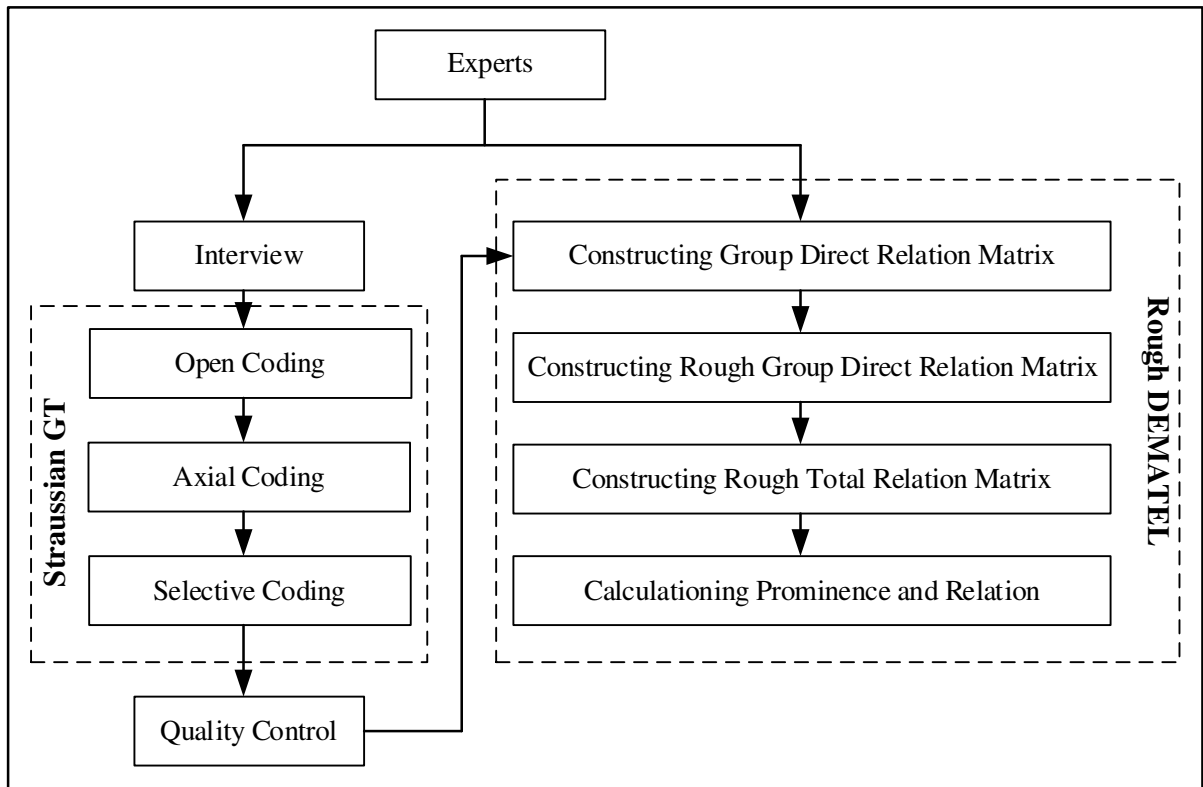 Experts
Interview
Straussian GT
Open Coding
Axial Coding
Selective Coding
Quality Control
Constructing Group Direct Relation Matrix
Constructing Rough Group Direct Relation Matrix
Constructing Rough Total Relation Matrix
Calculationing Prominence and Relation
Rough DEMATEL